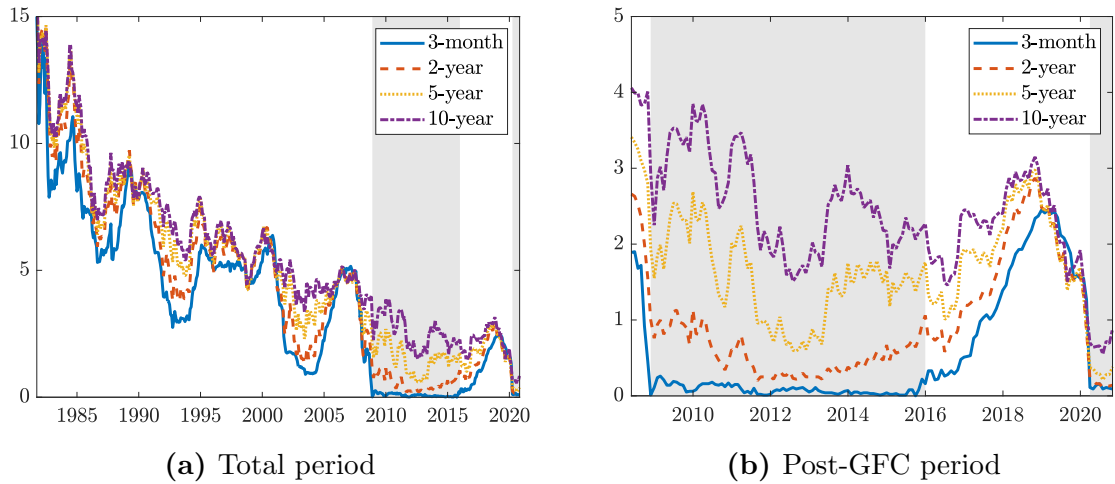 15
10
5
0
1985 1990 1995 2000 2005 2010 2015 2020
3-month
2-year
5-year
10-year
(a) Total period
5
4
3
2
1
0
2010 2012 2014 2016 2018 2020
3-month
2-year
5-year
10-year
(b) Post-GFC period